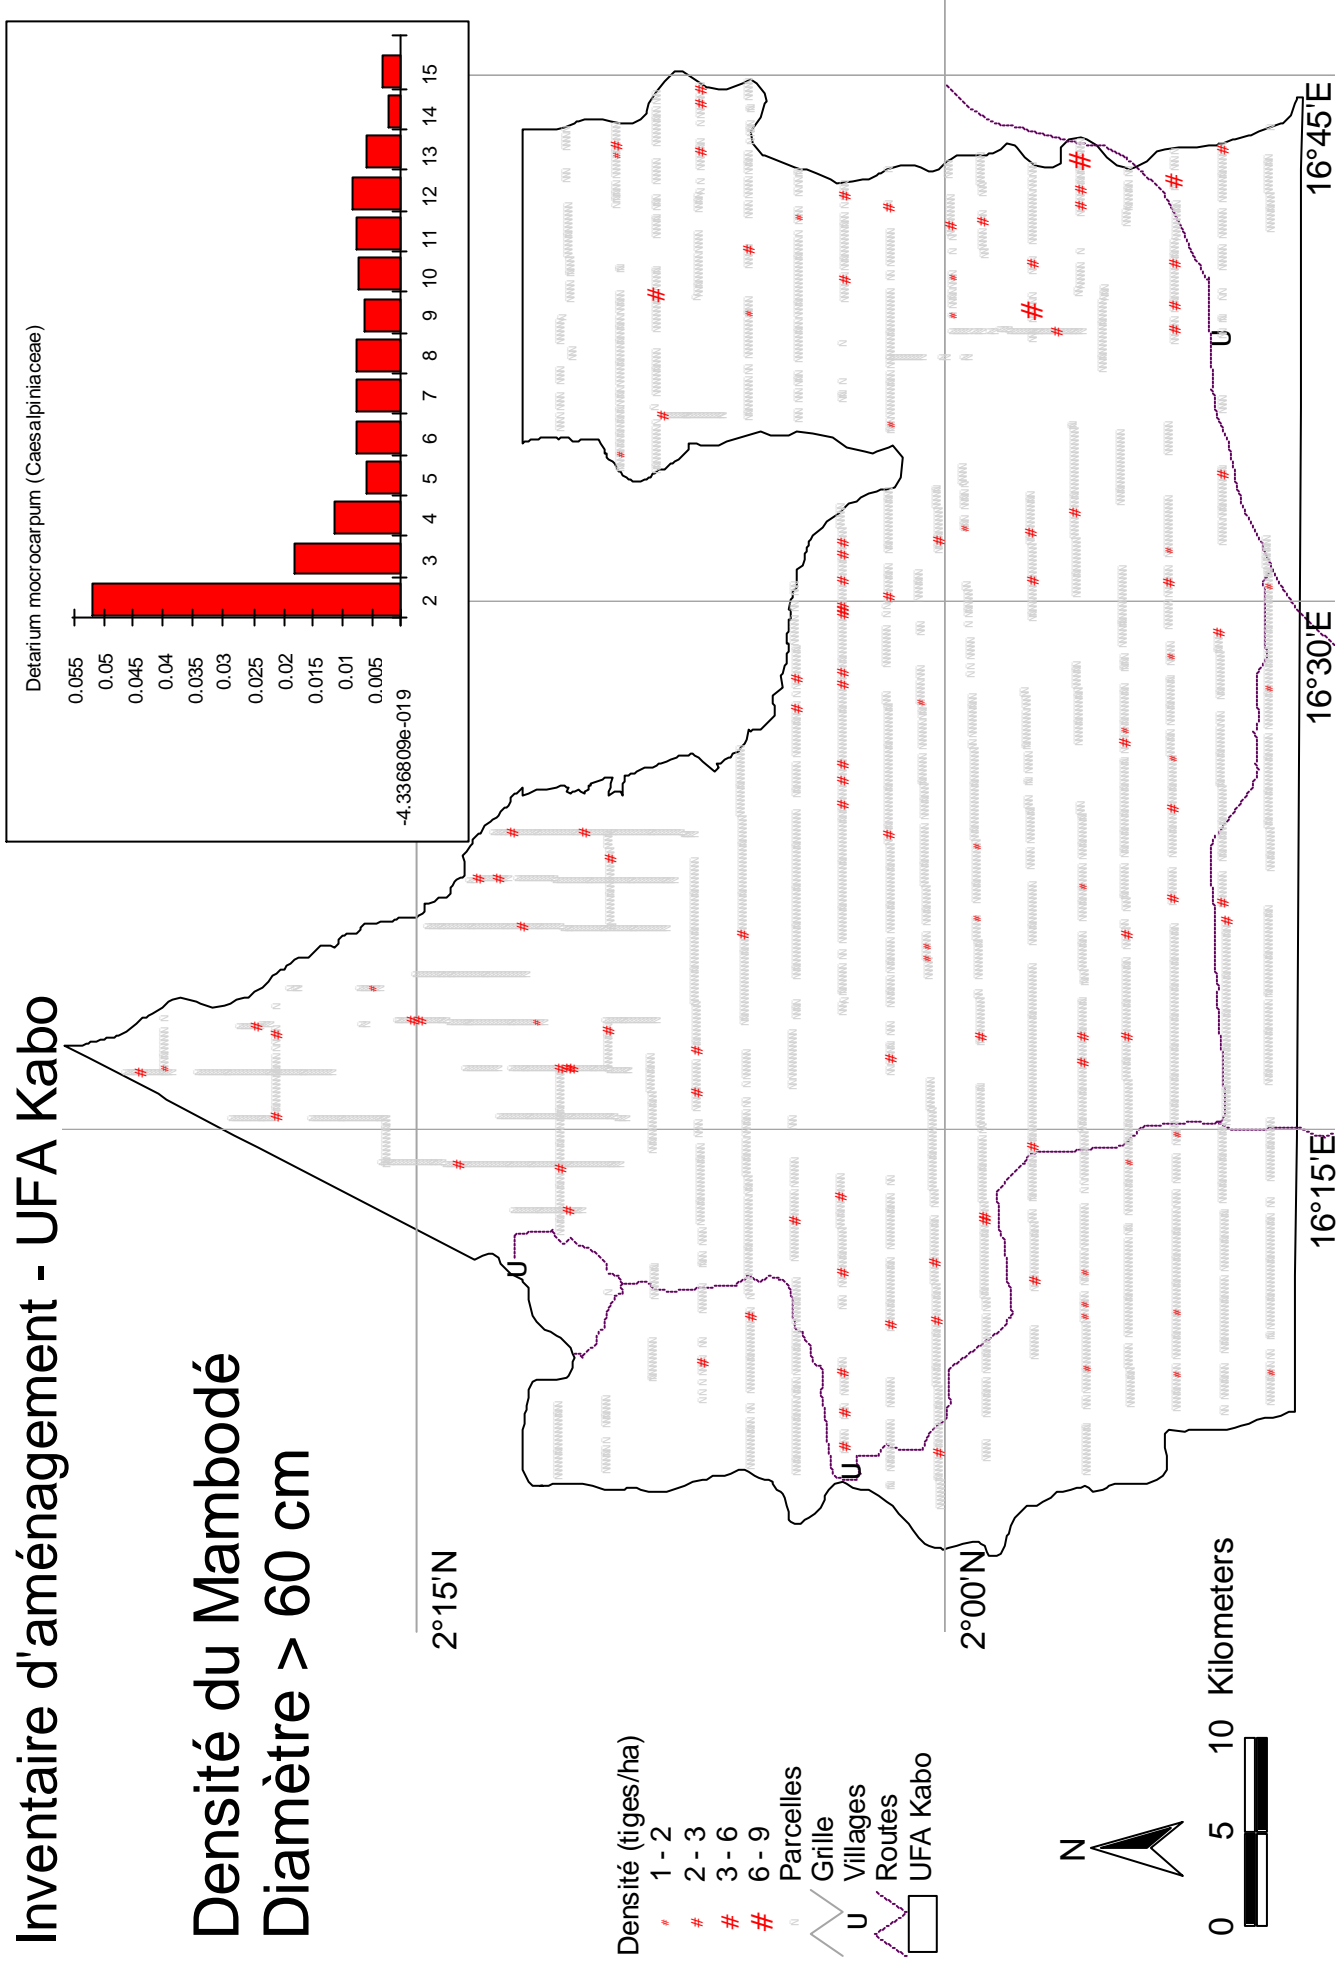 Inventaire d'aménagement - UFA Kabo
Densité du Mambodé
Diamètre > 60 cm
Detarium mocrocarpum (Caesalpiniaceae)
0.055
0.05
0.045
0.04
0.035
0.03
0.025
0.02
0.015
0.01
0.005
-4.336809e-019
2 3 4 5 6 7 8 9 10 11 12 13 14 15
2°15'N
2°00'N
16°15'E 16°30'E 16°45'E
U
U
U
Densité (tiges/ha)
# 1 - 2
# 2 - 3
# 3 - 6
# 6 - 9
Parcelles
Grille
U Villages
Routes
UFA Kabo
N
0 5 10 Kilometers